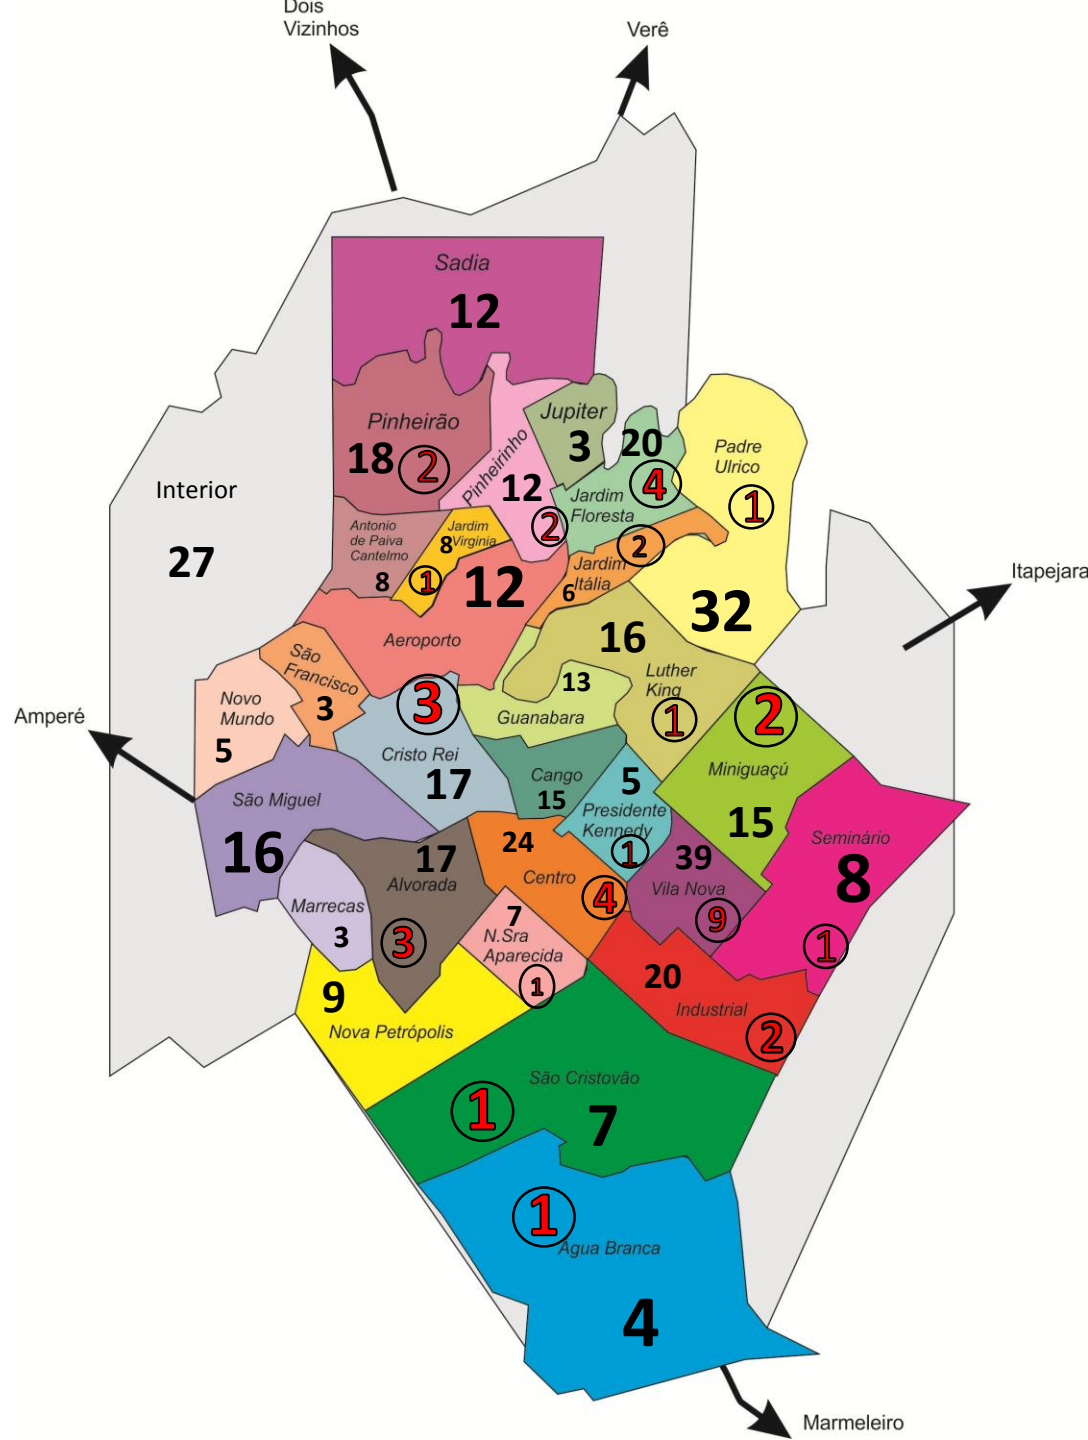 Dois
Vizinhos
Verê
Sadia
12
Pinheirão
18
2
Pinheirinho
12
2
Jupiter
3
20
4
Jardim
Floresta
Padre
Ulrico
1
32
Interior
27
Antonio
de Paiva
Cantelmo
8
Jardim
Virginia
8
1
12
Aeroporto
2
Jardim
Itália
6
Itapejara
16
Luther
King
1
13
Guanabara
São
Francisco
3
Novo
Mundo
5
Amperé
3
Cristo Rei
17
2
Miniguaçú
15
Cango
15
5
Presidente
Kennedy
1
São Miguel
16
Seminário
8
1
17
Alvorada
3
24
Centro
4
39
Vila Nova
9
Marrecas
3
7
N.Sra
Aparecida
1
20
Industrial
2
9
Nova Petrópolis
São Cristovão
1
7
1
Agua Branca
4
Marmeleiro